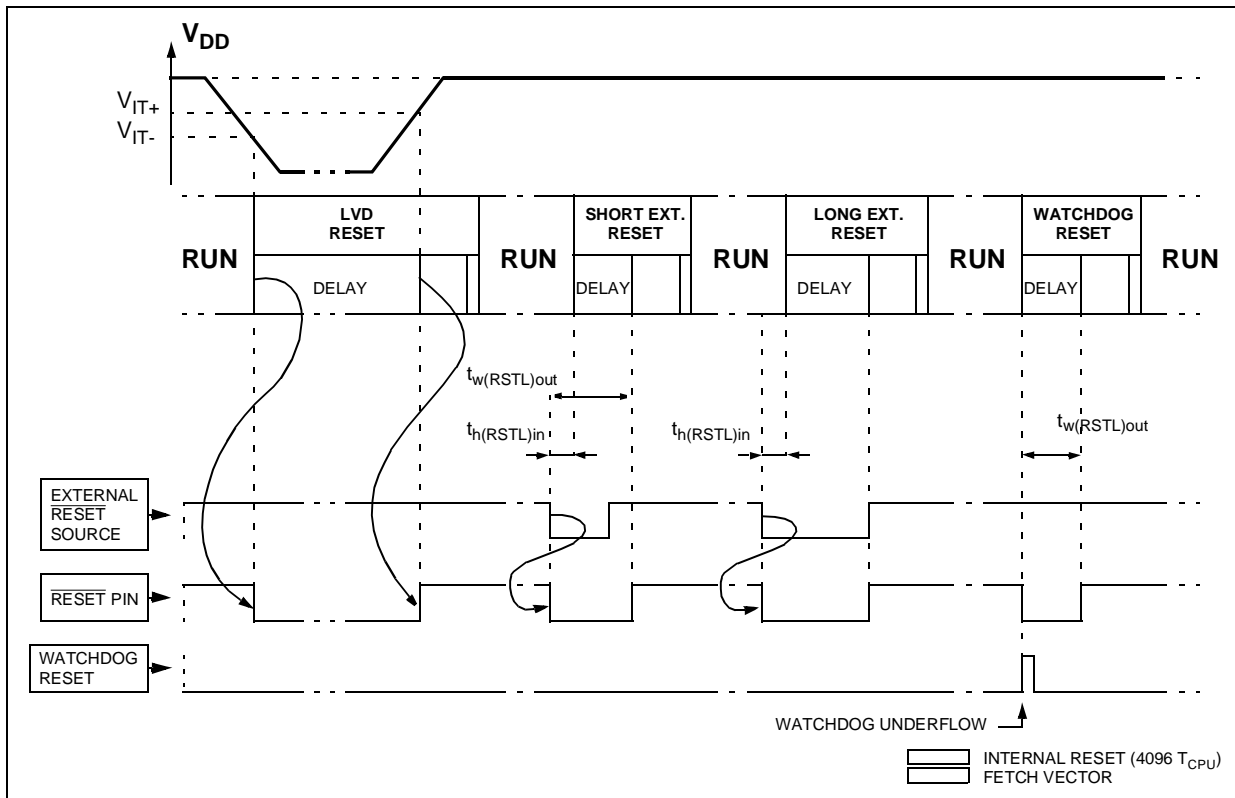 VDD
VIT+
VIT-
LVD
RESET
SHORT EXT.
RESET
LONG EXT.
RESET
WATCHDOG
RESET
RUN
RUN
RUN
RUN
RUN
DELAY
DELAY
DELAY
DELAY
tw(RSTL)out
th(RSTL)in
th(RSTL)in
tw(RSTL)out
EXTERNAL
RESET
SOURCE
RESET PIN
WATCHDOG
RESET
WATCHDOG UNDERFLOW
INTERNAL RESET (4096 TCPU)
FETCH VECTOR